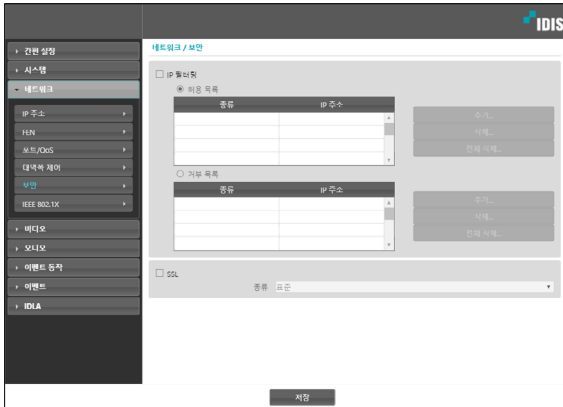 IDIS
간편 설정
시스템
네트워크
IP 주소
FEN
포트/QoS
대역폭 제어
보안
IEEE 802.1X
비디오
오디오
이벤트 동작
이벤트
IDLA
네트워크 / 보안
IP 필터링
허용 목록
종류 IP 주소
추가...
삭제...
전체 삭제...
거부 목록
종류 IP 주소
추가...
삭제...
전체 삭제...
SSL
종류 표준
저장